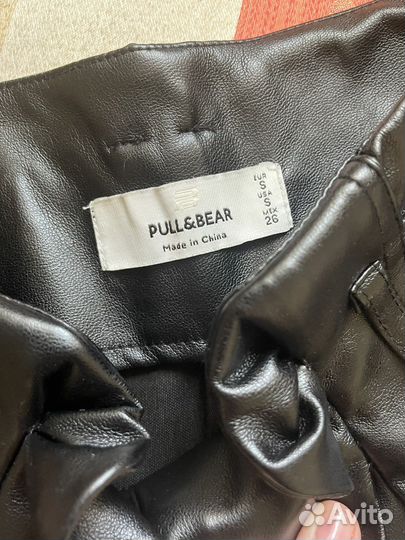 PULL&BEAR
Made in China
EUR
S
USA
S
MEX
26
Avito